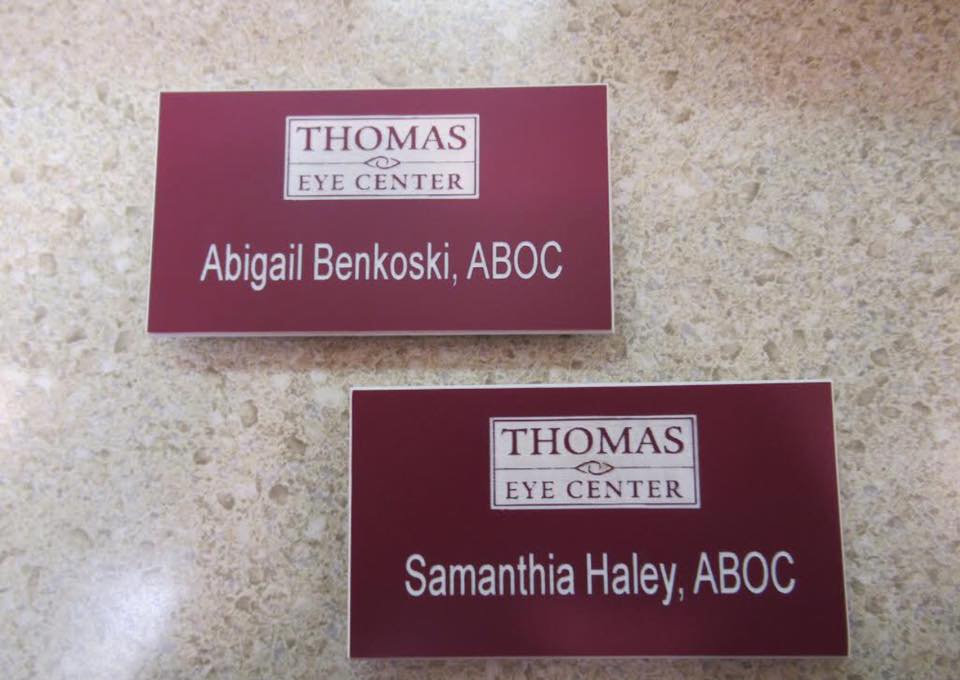 THOMAS
EYE CENTER
Abigail Benkoski, ABOC
THOMAS
EYE CENTER
Samanthia Haley, ABOC